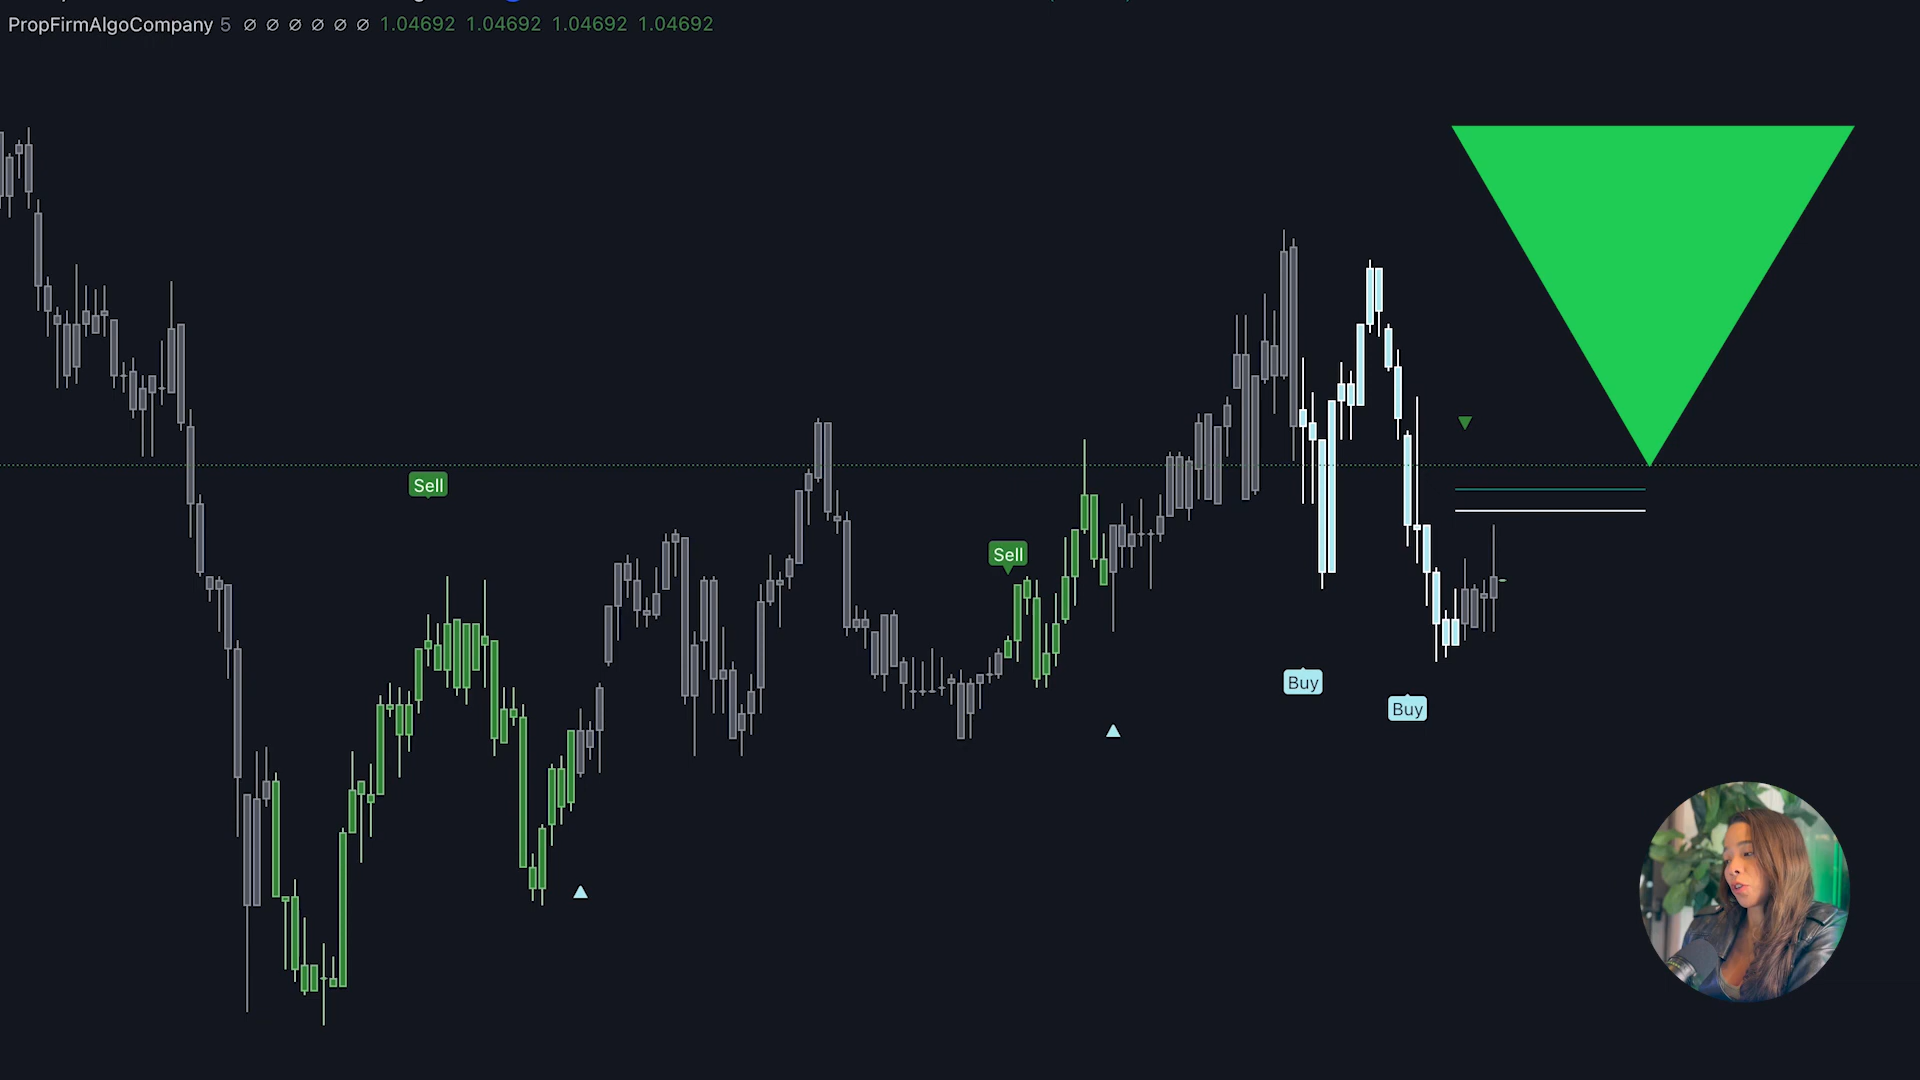 PropFirmAlgoCompany 5 ∅ ∅ ∅ ∅ ∅ ∅ 1.04692 1.04692 1.04692 1.04692
Sell
Sell
Buy
Buy